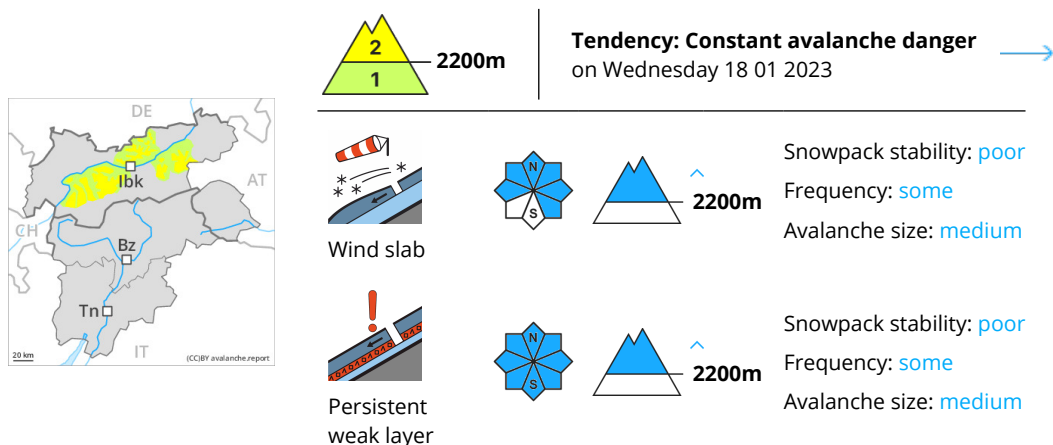 2
1
2200m
Tendency: Constant avalanche danger
on Wednesday 18 01 2023
DE
Ibk
AT
CH
Bz
Tn
IT
20 km
(CC)BY avalanche.report
Wind slab
N
S
2200m
Snowpack stability: poor
Frequency: some
Avalanche size: medium
Persistent
weak layer
N
S
2200m
Snowpack stability: poor
Frequency: some
Avalanche size: medium